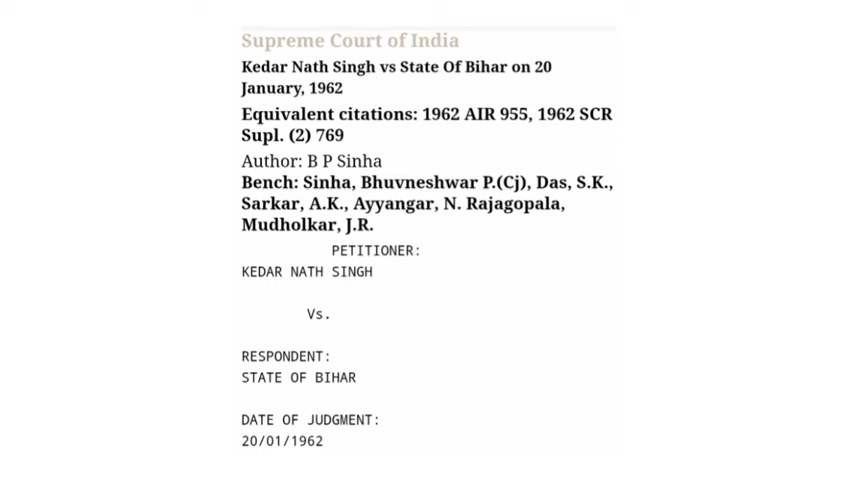 Supreme Court of India
Kedar Nath Singh vs State Of Bihar on 20
January, 1962
Equivalent citations: 1962 AIR 955, 1962 SCR
Supl. (2) 769
Author: B P Sinha
Bench: Sinha, Bhuvneshwar P.(Cj), Das, S.K.,
Sarkar, A.K., Ayyangar, N. Rajagopala,
Mudholkar, J.R.
PETITIONER:
KEDAR NATH SINGH
Vs.
RESPONDENT:
STATE OF BIHAR
DATE OF JUDGMENT:
20/01/1962